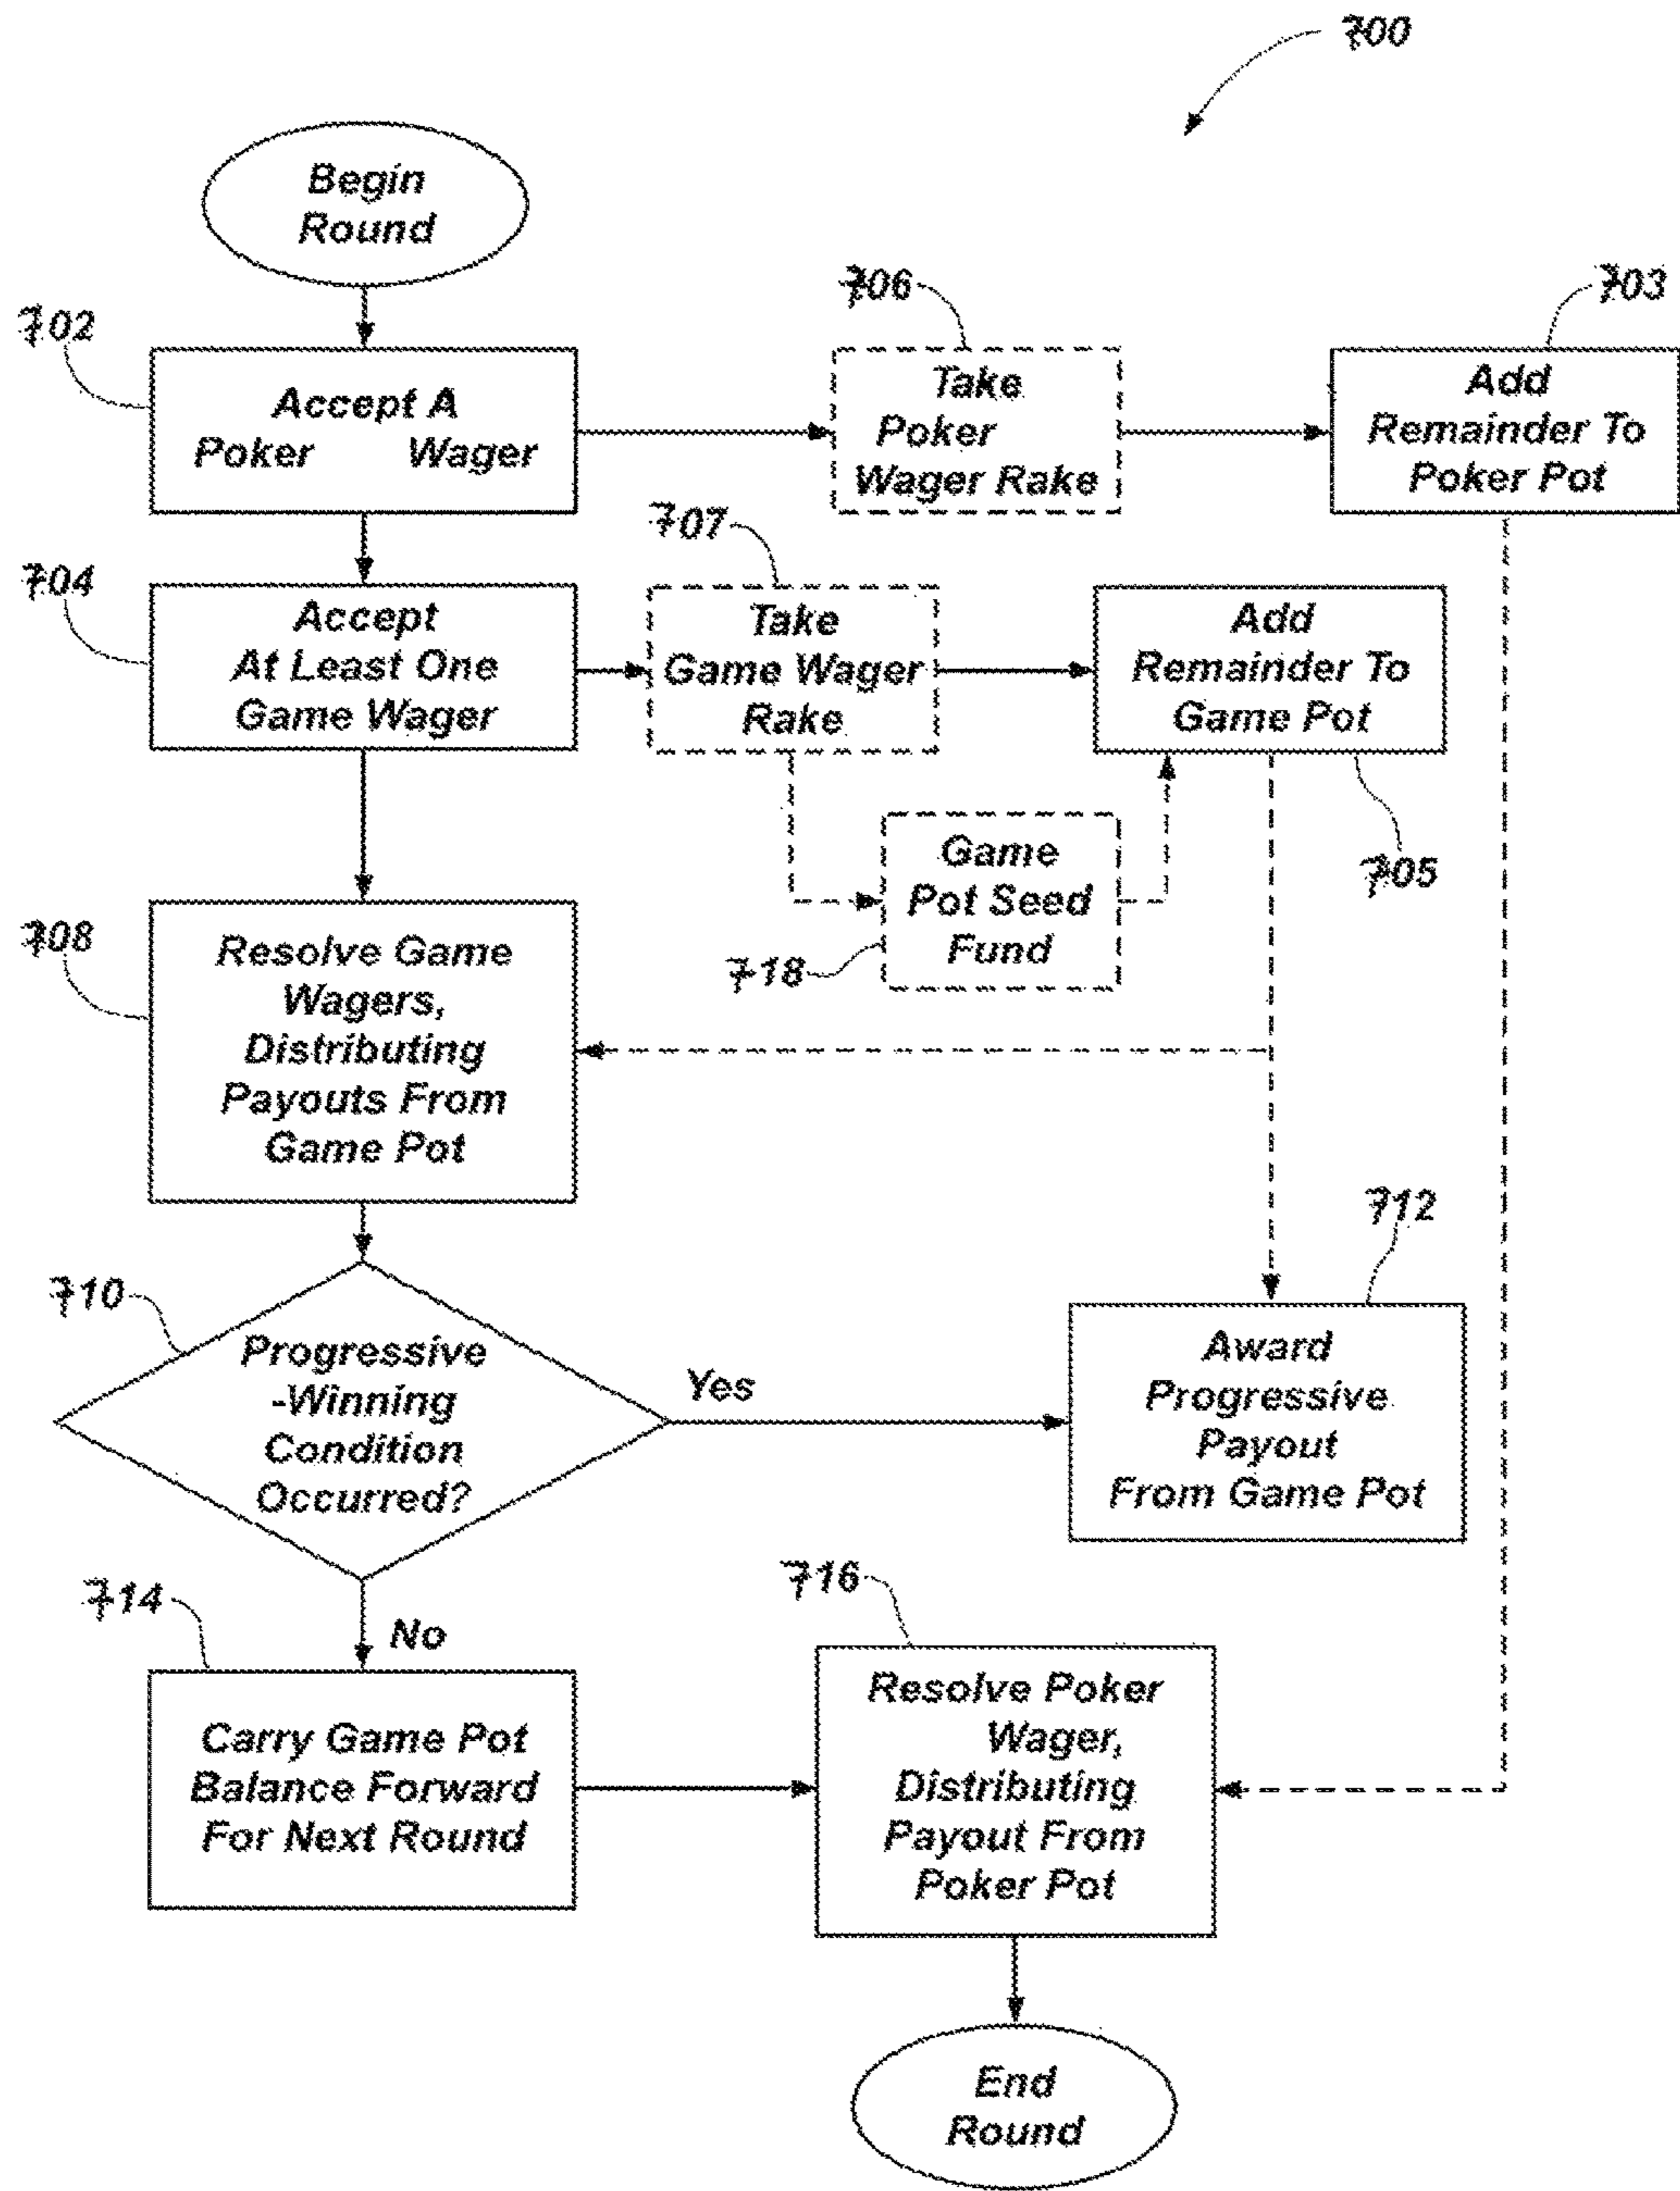 700
Begin
Round
702
706
703
Accept A
Poker Wager
Take
Poker
Wager Rake
Add
Remainder To
Poker Pot
704
707
Accept
At Least One
Game Wager
Take
Game Wager
Rake
Add
Remainder To
Game Pot
705
Game
Pot Seed
Fund
718
708
Resolve Game
Wagers,
Distributing
Payouts From
Game Pot
710
Progressive
-Winning
Condition
Occurred?
Yes
712
Award
Progressive
Payout
From Game Pot
No
714
Carry Game Pot
Balance Forward
For Next Round
716
Resolve Poker
Wager,
Distributing
Payout From
Poker Pot
End
Round